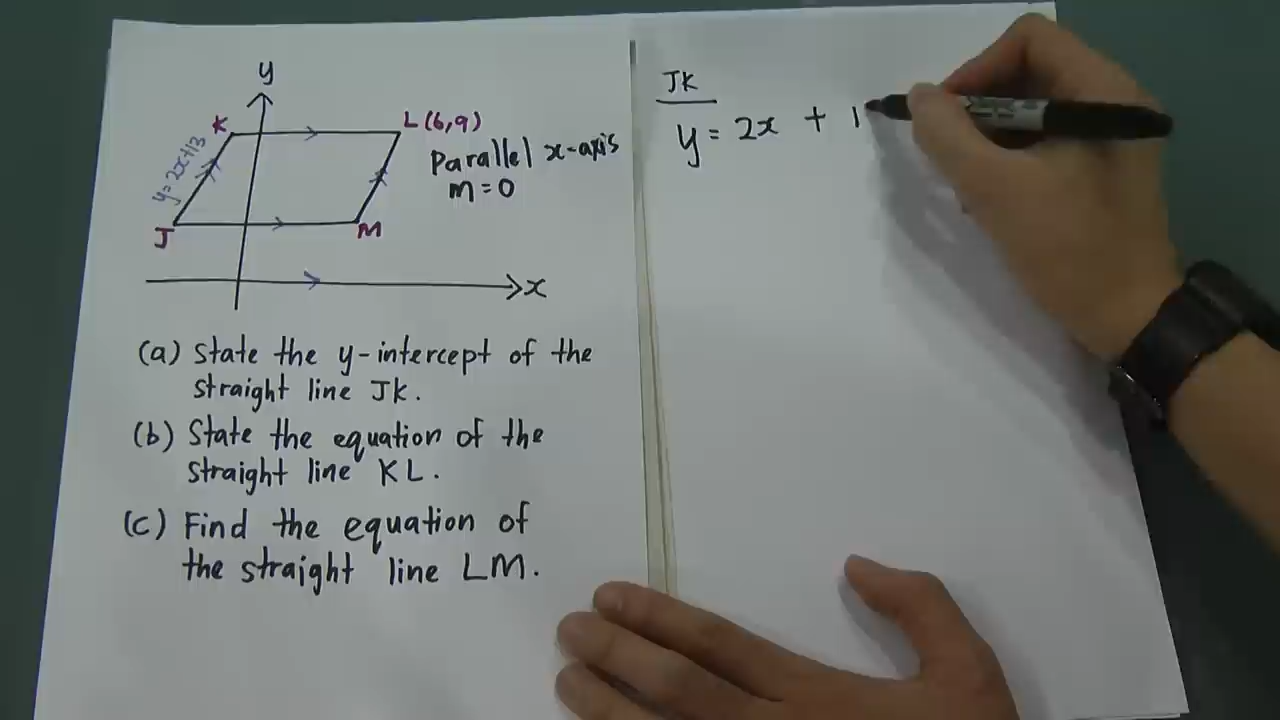 y
K
L (6,9)
y=2x+13
Parallel x-axis
m=0
J
M
x
(a) State the y-intercept of the
straight line JK.
(b) State the equation of the
straight line KL.
(c) Find the equation of
the straight line LM.
JK
y = 2x + 1